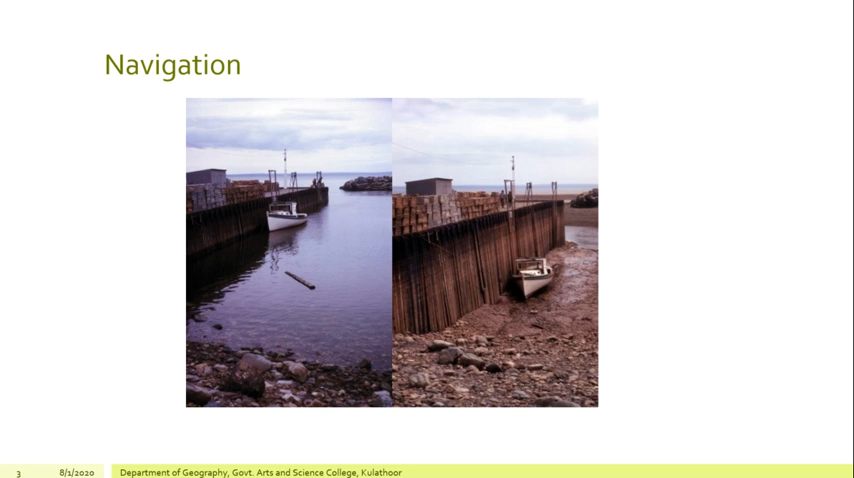 Navigation
3
8/1/2020
Department of Geography, Govt. Arts and Science College, Kulathoor